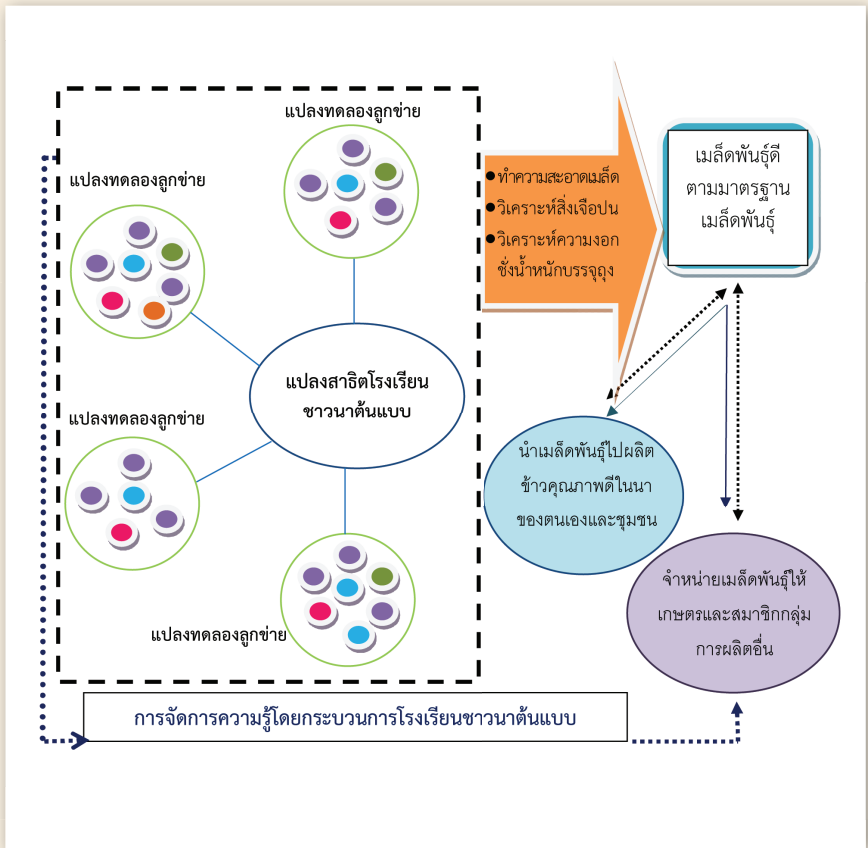 แปลงทดลองลูกข่าย
แปลงทดลองลูกข่าย
แปลงสาธิตโรงเรียน
ชาวนาต้นแบบ
แปลงทดลองลูกข่าย
แปลงทดลองลูกข่าย
●ทำความสะอาดเมล็ด
●วิเคราะห์สิ่งเจือปน
●วิเคราะห์ความงอก
ชั่งน้ำหนักบรรจุถุง
เมล็ดพันธุ์ดี
ตามมาตรฐาน
เมล็ดพันธุ์
นำเมล็ดพันธุ์ไปผลิต
ข้าวคุณภาพดีในนา
ของตนเองและชุมชน
จำหน่ายเมล็ดพันธุ์ให้
เกษตรและสมาชิกกลุ่ม
การผลิตอื่น
การจัดการความรู้โดยกระบวนการโรงเรียนชาวนาต้นแบบ